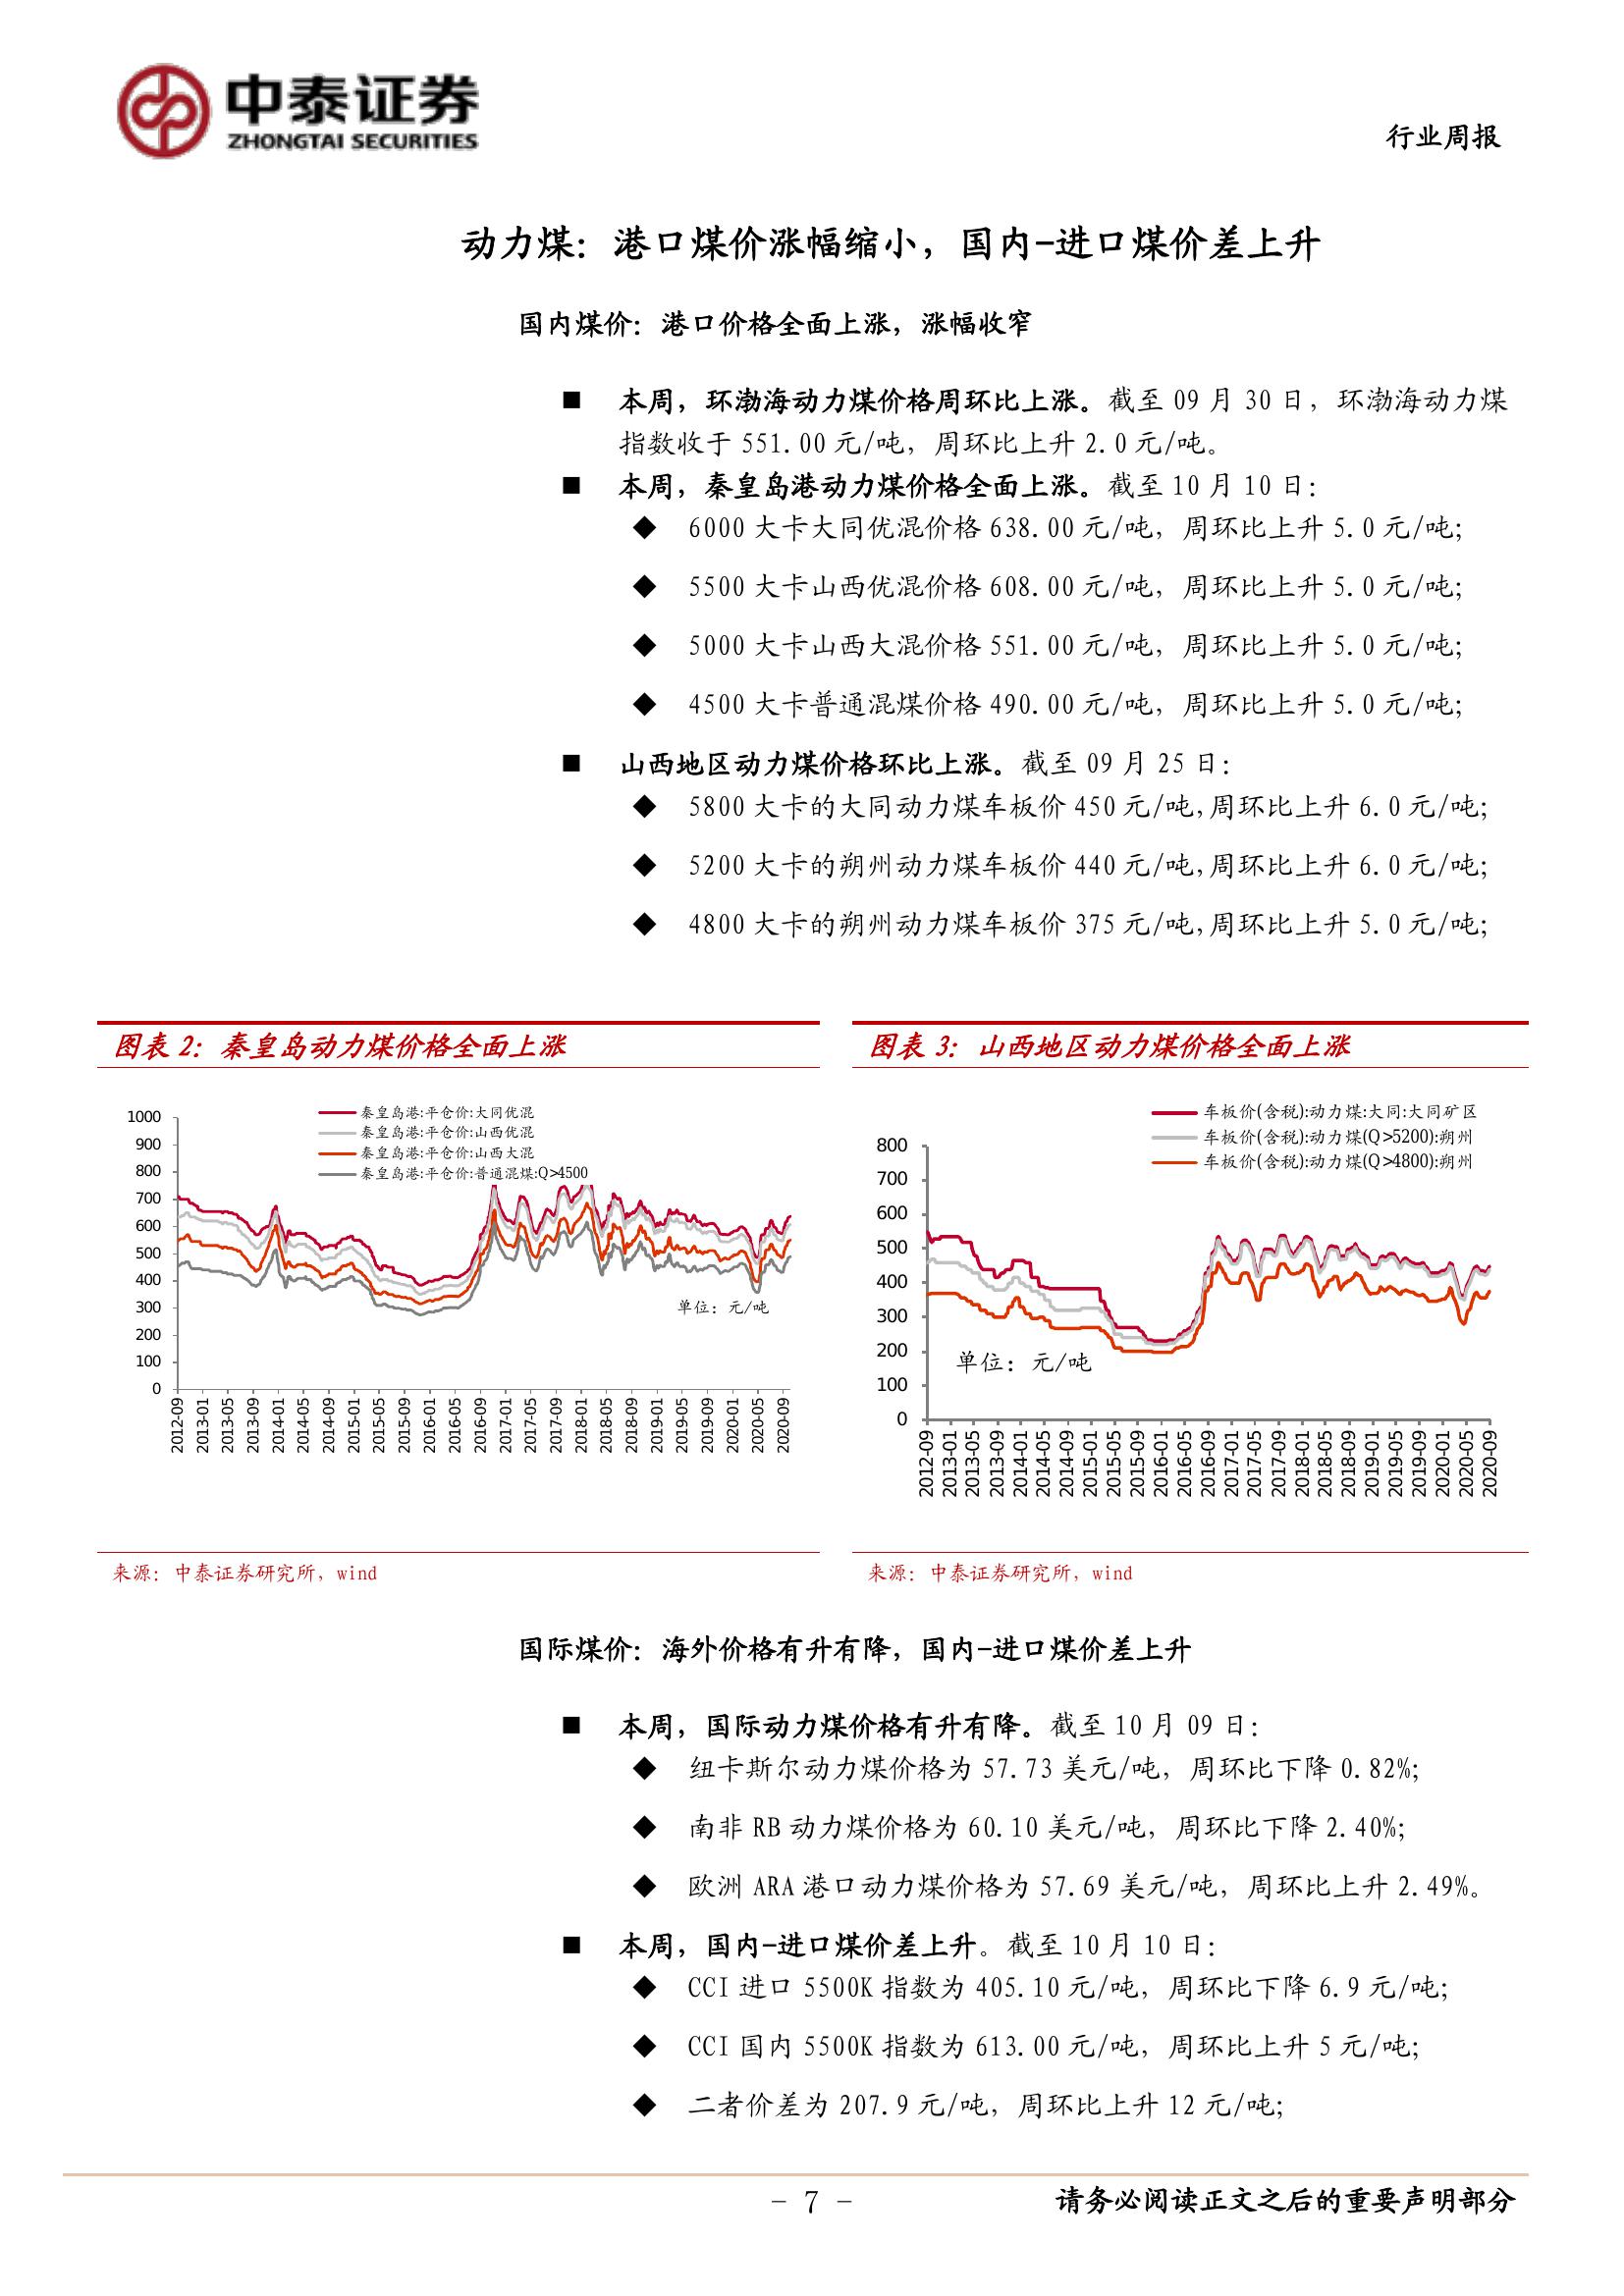 中泰证券
ZHONGTAI SECURITIES
行业周报
动力煤：港口煤价涨幅缩小，国内-进口煤价差上升
国内煤价：港口价格全面上涨，涨幅收窄
■ 本周，环渤海动力煤价格周环比上涨。截至 09 月 30 日，环渤海动力煤
指数收于 551.00 元/吨，周环比上升 2.0 元/吨。
■ 本周，秦皇岛港动力煤价格全面上涨。截至 10 月 10 日：
◆ 6000 大卡大同优混价格 638.00 元/吨，周环比上升 5.0 元/吨；
◆ 5500 大卡山西优混价格 608.00 元/吨，周环比上升 5.0 元/吨；
◆ 5000 大卡山西大混价格 551.00 元/吨，周环比上升 5.0 元/吨；
◆ 4500 大卡普通混煤价格 490.00 元/吨，周环比上升 5.0 元/吨；
■ 山西地区动力煤价格环比上涨。截至 09 月 25 日：
◆ 5800 大卡的大同动力煤车板价 450 元/吨，周环比上升 6.0 元/吨；
◆ 5200 大卡的朔州动力煤车板价 440 元/吨，周环比上升 6.0 元/吨；
◆ 4800 大卡的朔州动力煤车板价 375 元/吨，周环比上升 5.0 元/吨；
图表 2：秦皇岛动力煤价格全面上涨
秦皇岛港:平仓价:大同优混
秦皇岛港:平仓价:山西优混
秦皇岛港:平仓价:山西大混
秦皇岛港:平仓价:普通混煤:Q>4500
1000
900
800
700
600
500
400
300
200
100
0
单位：元/吨
2012-09 2013-01 2013-05 2013-09 2014-01 2014-05 2014-09 2015-01 2015-05 2015-09 2016-01 2016-05 2016-09 2017-01 2017-05 2017-09 2018-01 2018-05 2018-09 2019-01 2019-05 2019-09 2020-01 2020-05 2020-09
来源：中泰证券研究所，wind
图表 3：山西地区动力煤价格全面上涨
车板价(含税):动力煤:大同:大同矿区
车板价(含税):动力煤(Q>5200):朔州
车板价(含税):动力煤(Q>4800):朔州
800
700
600
500
400
300
200
100
0
单位：元/吨
2012-09 2013-01 2013-05 2013-09 2014-01 2014-05 2014-09 2015-01 2015-05 2015-09 2016-01 2016-05 2016-09 2017-01 2017-05 2017-09 2018-01 2018-05 2018-09 2019-01 2019-05 2019-09 2020-01 2020-05 2020-09
来源：中泰证券研究所，wind
国际煤价：海外价格有升有降，国内-进口煤价差上升
■ 本周，国际动力煤价格有升有降。截至 10 月 09 日：
◆ 纽卡斯尔动力煤价格为 57.73 美元/吨，周环比下降 0.82%；
◆ 南非 RB 动力煤价格为 60.10 美元/吨，周环比下降 2.40%；
◆ 欧洲 ARA 港口动力煤价格为 57.69 美元/吨，周环比上升 2.49%。
■ 本周，国内-进口煤价差上升。截至 10 月 10 日：
◆ CCI 进口 5500K 指数为 405.10 元/吨，周环比下降 6.9 元/吨；
◆ CCI 国内 5500K 指数为 613.00 元/吨，周环比上升 5 元/吨；
◆ 二者价差为 207.9 元/吨，周环比上升 12 元/吨；
- 7 -
请务必阅读正文之后的重要声明部分